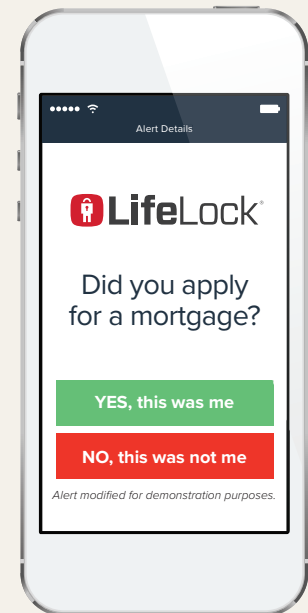 Alert Details
LifeLock®
Did you apply
for a mortgage?
YES, this was me
NO, this was not me
Alert modified for demonstration purposes.